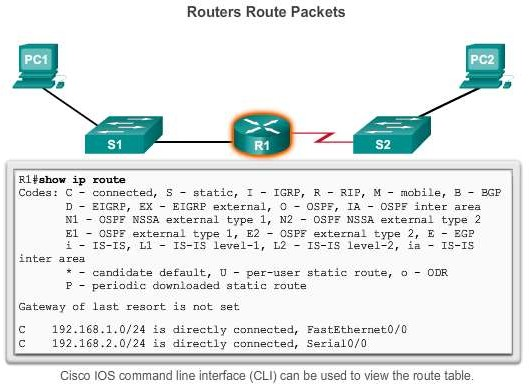 Routers Route Packets
PC1
PC2
S1
R1
S2
R1#show ip route
Codes: C - connected, S - static, I - IGRP, R - RIP, M - mobile, B - BGP
D - EIGRP, EX - EIGRP external, O - OSPF, IA - OSPF inter area
N1 - OSPF NSSA external type 1, N2 - OSPF NSSA external type 2
E1 - OSPF external type 1, E2 - OSPF external type 2, E - EGP
i - IS-IS, L1 - IS-IS level-1, L2 - IS-IS level-2, ia - IS-IS
inter area
* - candidate default, U - per-user static route, o - ODR
P - periodic downloaded static route
Gateway of last resort is not set
C 192.168.1.0/24 is directly connected, FastEthernet0/0
C 192.168.2.0/24 is directly connected, Serial0/0
Cisco IOS command line interface (CLI) can be used to view the route table.